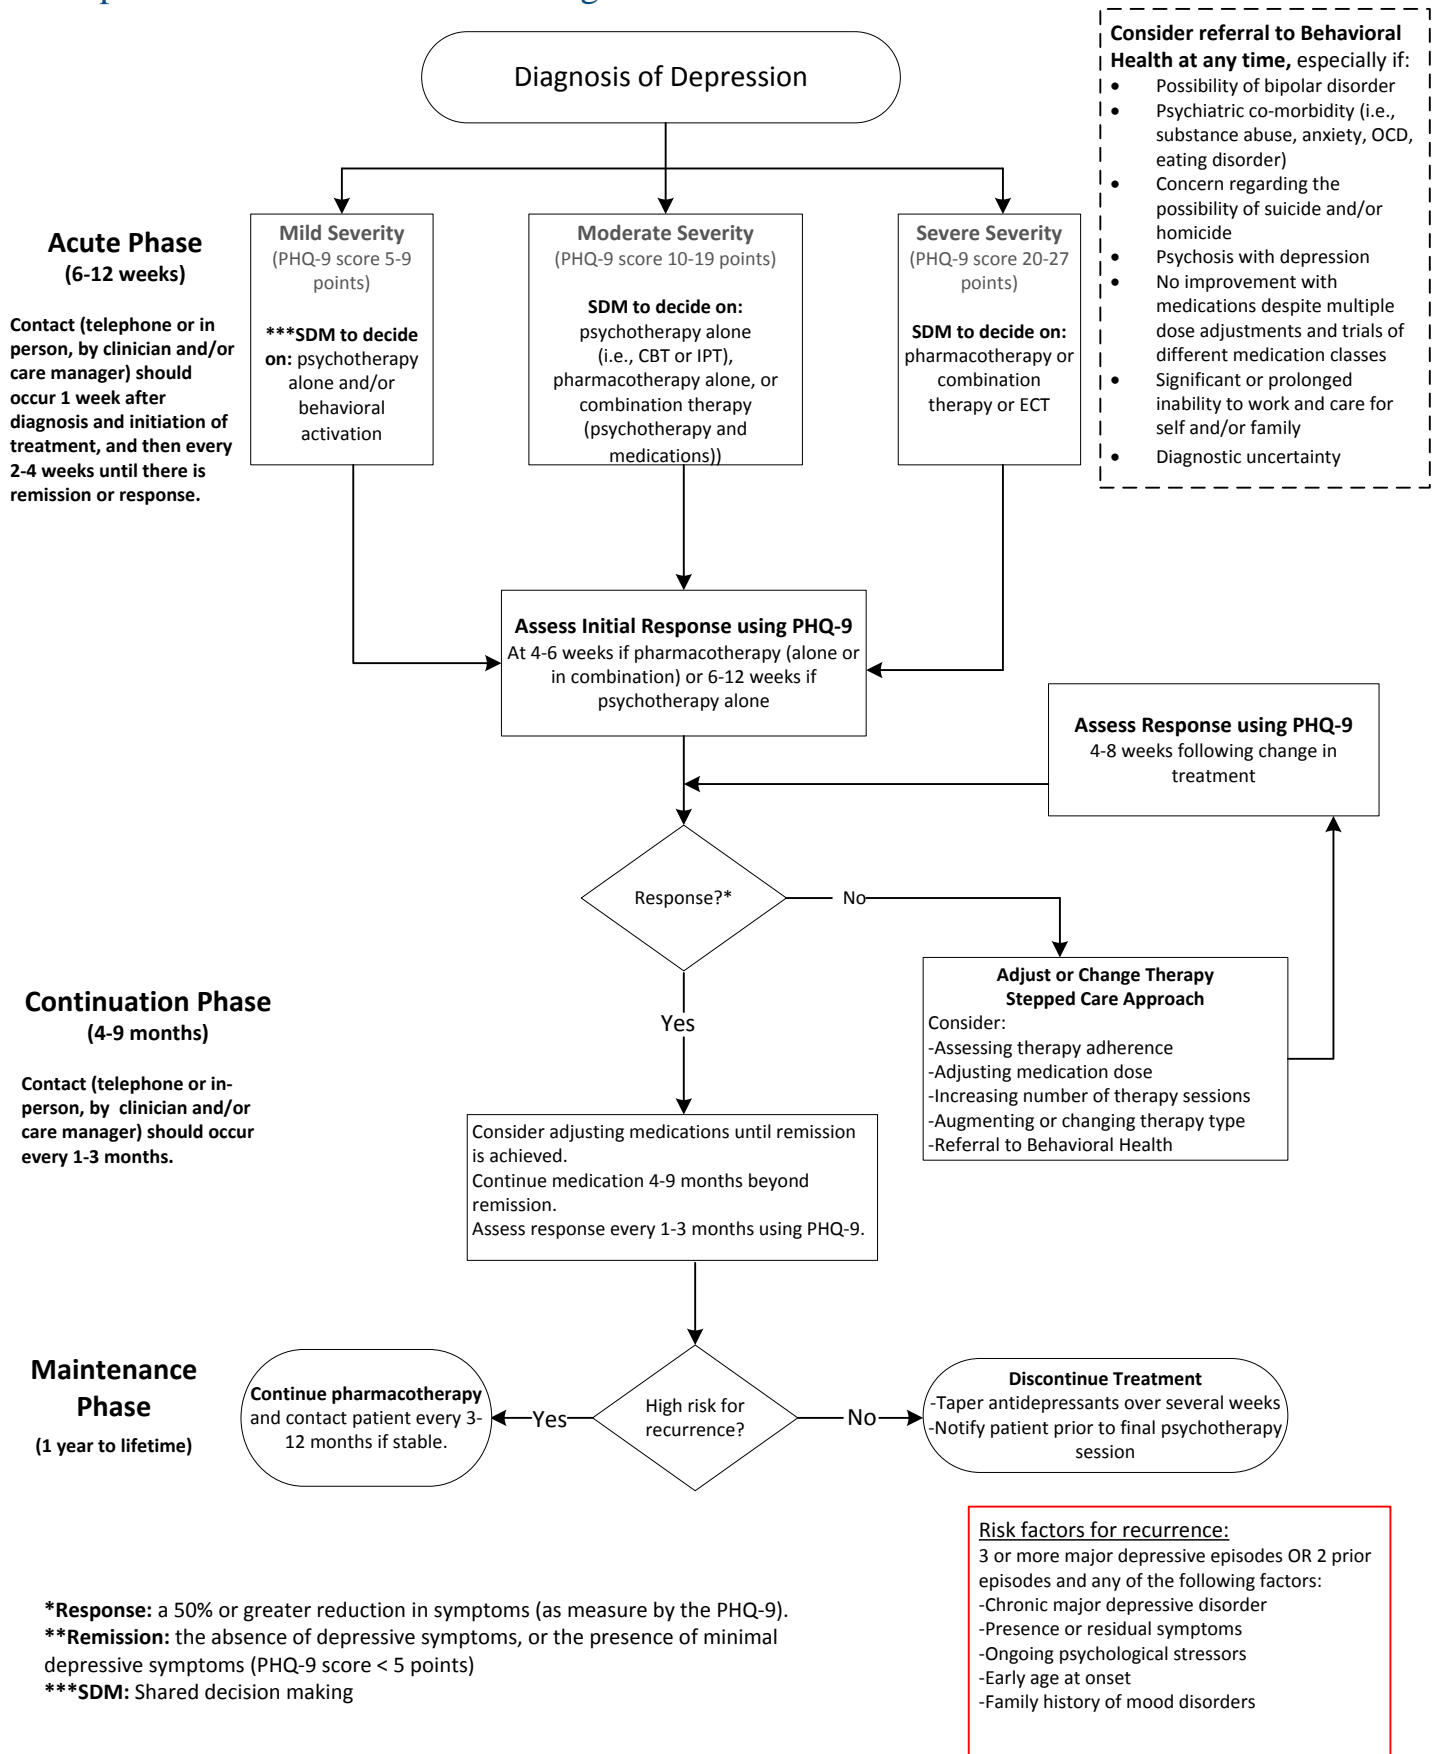 Diagnosis of Depression
Consider referral to Behavioral
Health at any time, especially if:
• Possibility of bipolar disorder
• Psychiatric co-morbidity (i.e.,
substance abuse, anxiety, OCD,
eating disorder)
• Concern regarding the
possibility of suicide and/or
homicide
• Psychosis with depression
• No improvement with
medications despite multiple
dose adjustments and trials of
different medication classes
• Significant or prolonged
inability to work and care for
self and/or family
• Diagnostic uncertainty
Acute Phase
(6-12 weeks)
Contact (telephone or in
person, by clinician and/or
care manager) should
occur 1 week after
diagnosis and initiation of
treatment, and then every
2-4 weeks until there is
remission or response.
Mild Severity
(PHQ-9 score 5-9
points)
***SDM to decide
on: psychotherapy
alone and/or
behavioral
activation
Moderate Severity
(PHQ-9 score 10-19 points)
SDM to decide on:
psychotherapy alone
(i.e., CBT or IPT),
pharmacotherapy alone, or
combination therapy
(psychotherapy and
medications))
Severe Severity
(PHQ-9 score 20-27
points)
SDM to decide on:
pharmacotherapy or
combination
therapy or ECT
Assess Initial Response using PHQ-9
At 4-6 weeks if pharmacotherapy (alone or
in combination) or 6-12 weeks if
psychotherapy alone
Assess Response using PHQ-9
4-8 weeks following change in
treatment
Response?*
No
Yes
Adjust or Change Therapy
Stepped Care Approach
Consider:
-Assessing therapy adherence
-Adjusting medication dose
-Increasing number of therapy sessions
-Augmenting or changing therapy type
-Referral to Behavioral Health
Continuation Phase
(4-9 months)
Contact (telephone or in-
person, by clinician and/or
care manager) should occur
every 1-3 months.
Consider adjusting medications until remission
is achieved.
Continue medication 4-9 months beyond
remission.
Assess response every 1-3 months using PHQ-9.
Maintenance
Phase
(1 year to lifetime)
Continue pharmacotherapy
and contact patient every 3-
12 months if stable.
Yes
High risk for
recurrence?
No
Discontinue Treatment
-Taper antidepressants over several weeks
-Notify patient prior to final psychotherapy
session
Risk factors for recurrence:
3 or more major depressive episodes OR 2 prior
episodes and any of the following factors:
-Chronic major depressive disorder
-Presence or residual symptoms
-Ongoing psychological stressors
-Early age at onset
-Family history of mood disorders
*Response: a 50% or greater reduction in symptoms (as measure by the PHQ-9).
**Remission: the absence of depressive symptoms, or the presence of minimal
depressive symptoms (PHQ-9 score < 5 points)
***SDM: Shared decision making